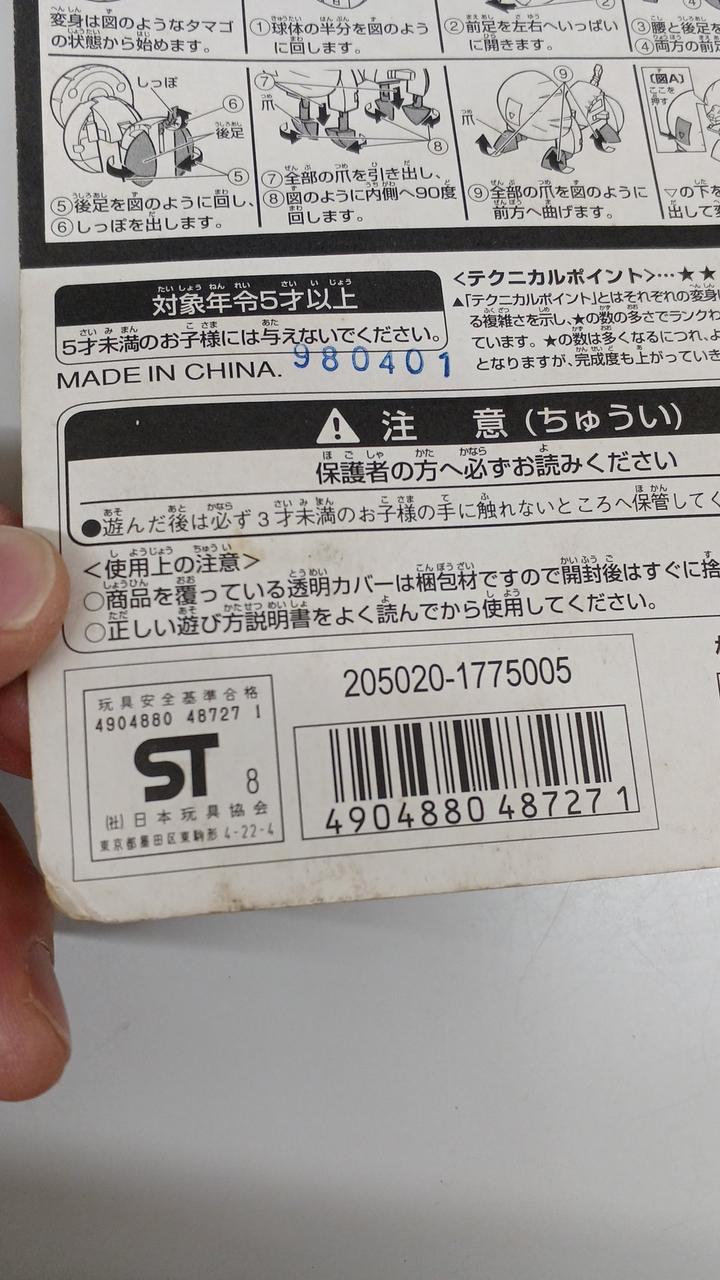 変身は図のようなタマゴ
の状態から始めます。
①球体の半分を図のよう
に回します。
②前足を左右へいっぱい
に開きます。
③腰と後足を
④両方の前足
しっぽ
⑥
後足
⑤
⑤後足を図のように回し、
⑥しっぽを出します。
⑦
爪
⑧
⑦全部の爪を引き出し、
⑧図のように内側へ90度
回します。
⑨
爪
⑨全部の爪を図のように
前方へ曲げます。
〔図A〕
ここを
押す
▽の下を
出して変
対象年令5才以上
5才未満のお子様には与えないでください。
MADE IN CHINA.
980401
<テクニカルポイント>…★★
▲「テクニカルポイント」とはそれぞれの変身
る複雑さを示し、★の数の多さでランクわ
ています。★の数は多くなるにつれ、よ
となりますが、完成度も上がっていき
注 意(ちゅうい)
保護者の方へ必ずお読みください
●遊んだ後は必ず3才未満のお子様の手に触れないところへ保管してく
<使用上の注意>
○商品を覆っている透明カバーは梱包材ですので開封後はすぐに捨
○正しい遊び方説明書をよく読んでから使用してください。
玩具安全基準合格
4904880 48727 1
ST 8
(社)日本玩具協会
東京都墨田区東駒形4-22-4
205020-1775005
4904880487271